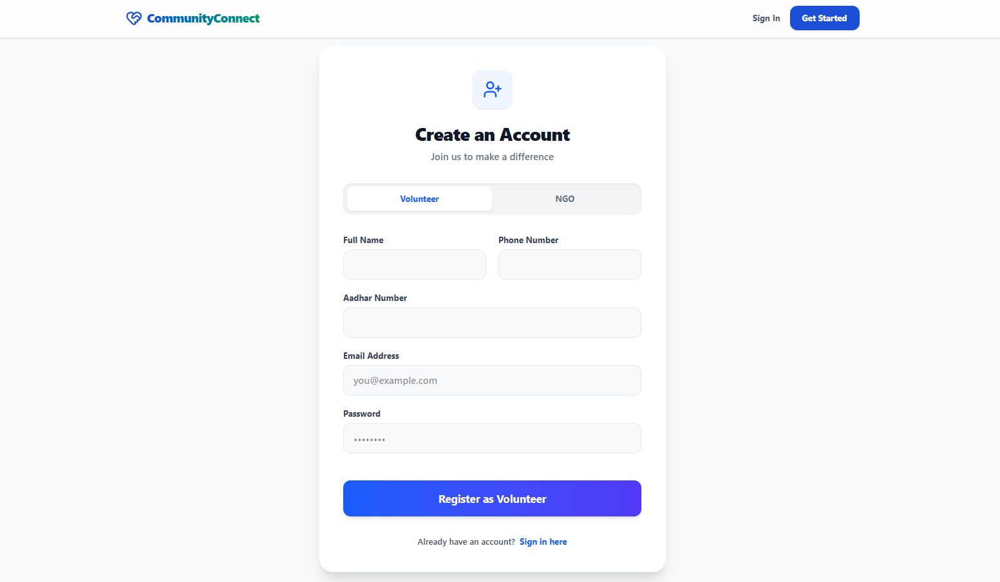 CommunityConnect
Sign In
Get Started
Create an Account
Join us to make a difference
Volunteer
NGO
Full Name
Phone Number
Aadhar Number
Email Address
you@example.com
Password
••••••••
Register as Volunteer
Already have an account? Sign in here